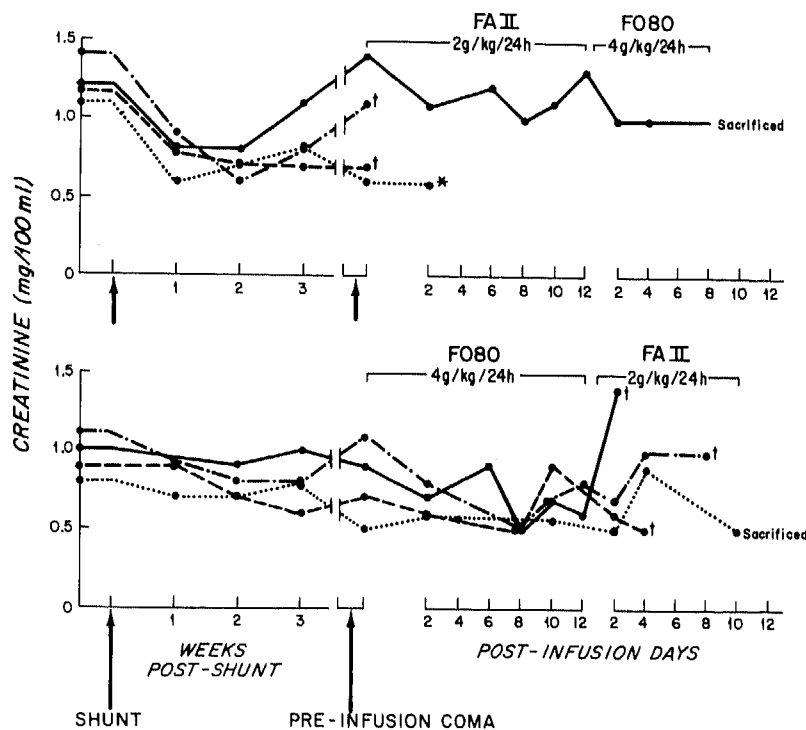 FA II
2g/kg/24h
FO80
4g/kg/24h
1.5
1.0
0.5
0
†
†
*
Sacrificed
1 2 3
2 4 6 8 10 12
2 4 6 8 10 12
CREATININE (mg/100 ml)
FO80
4g/kg/24h
FA II
2g/kg/24h
1.5
1.0
0.5
0
†
†
†
Sacrificed
1 2 3
2 4 6 8 10 12
2 4 6 8 10 12
WEEKS
POST-SHUNT
POST-INFUSION DAYS
SHUNT
PRE-INFUSION COMA